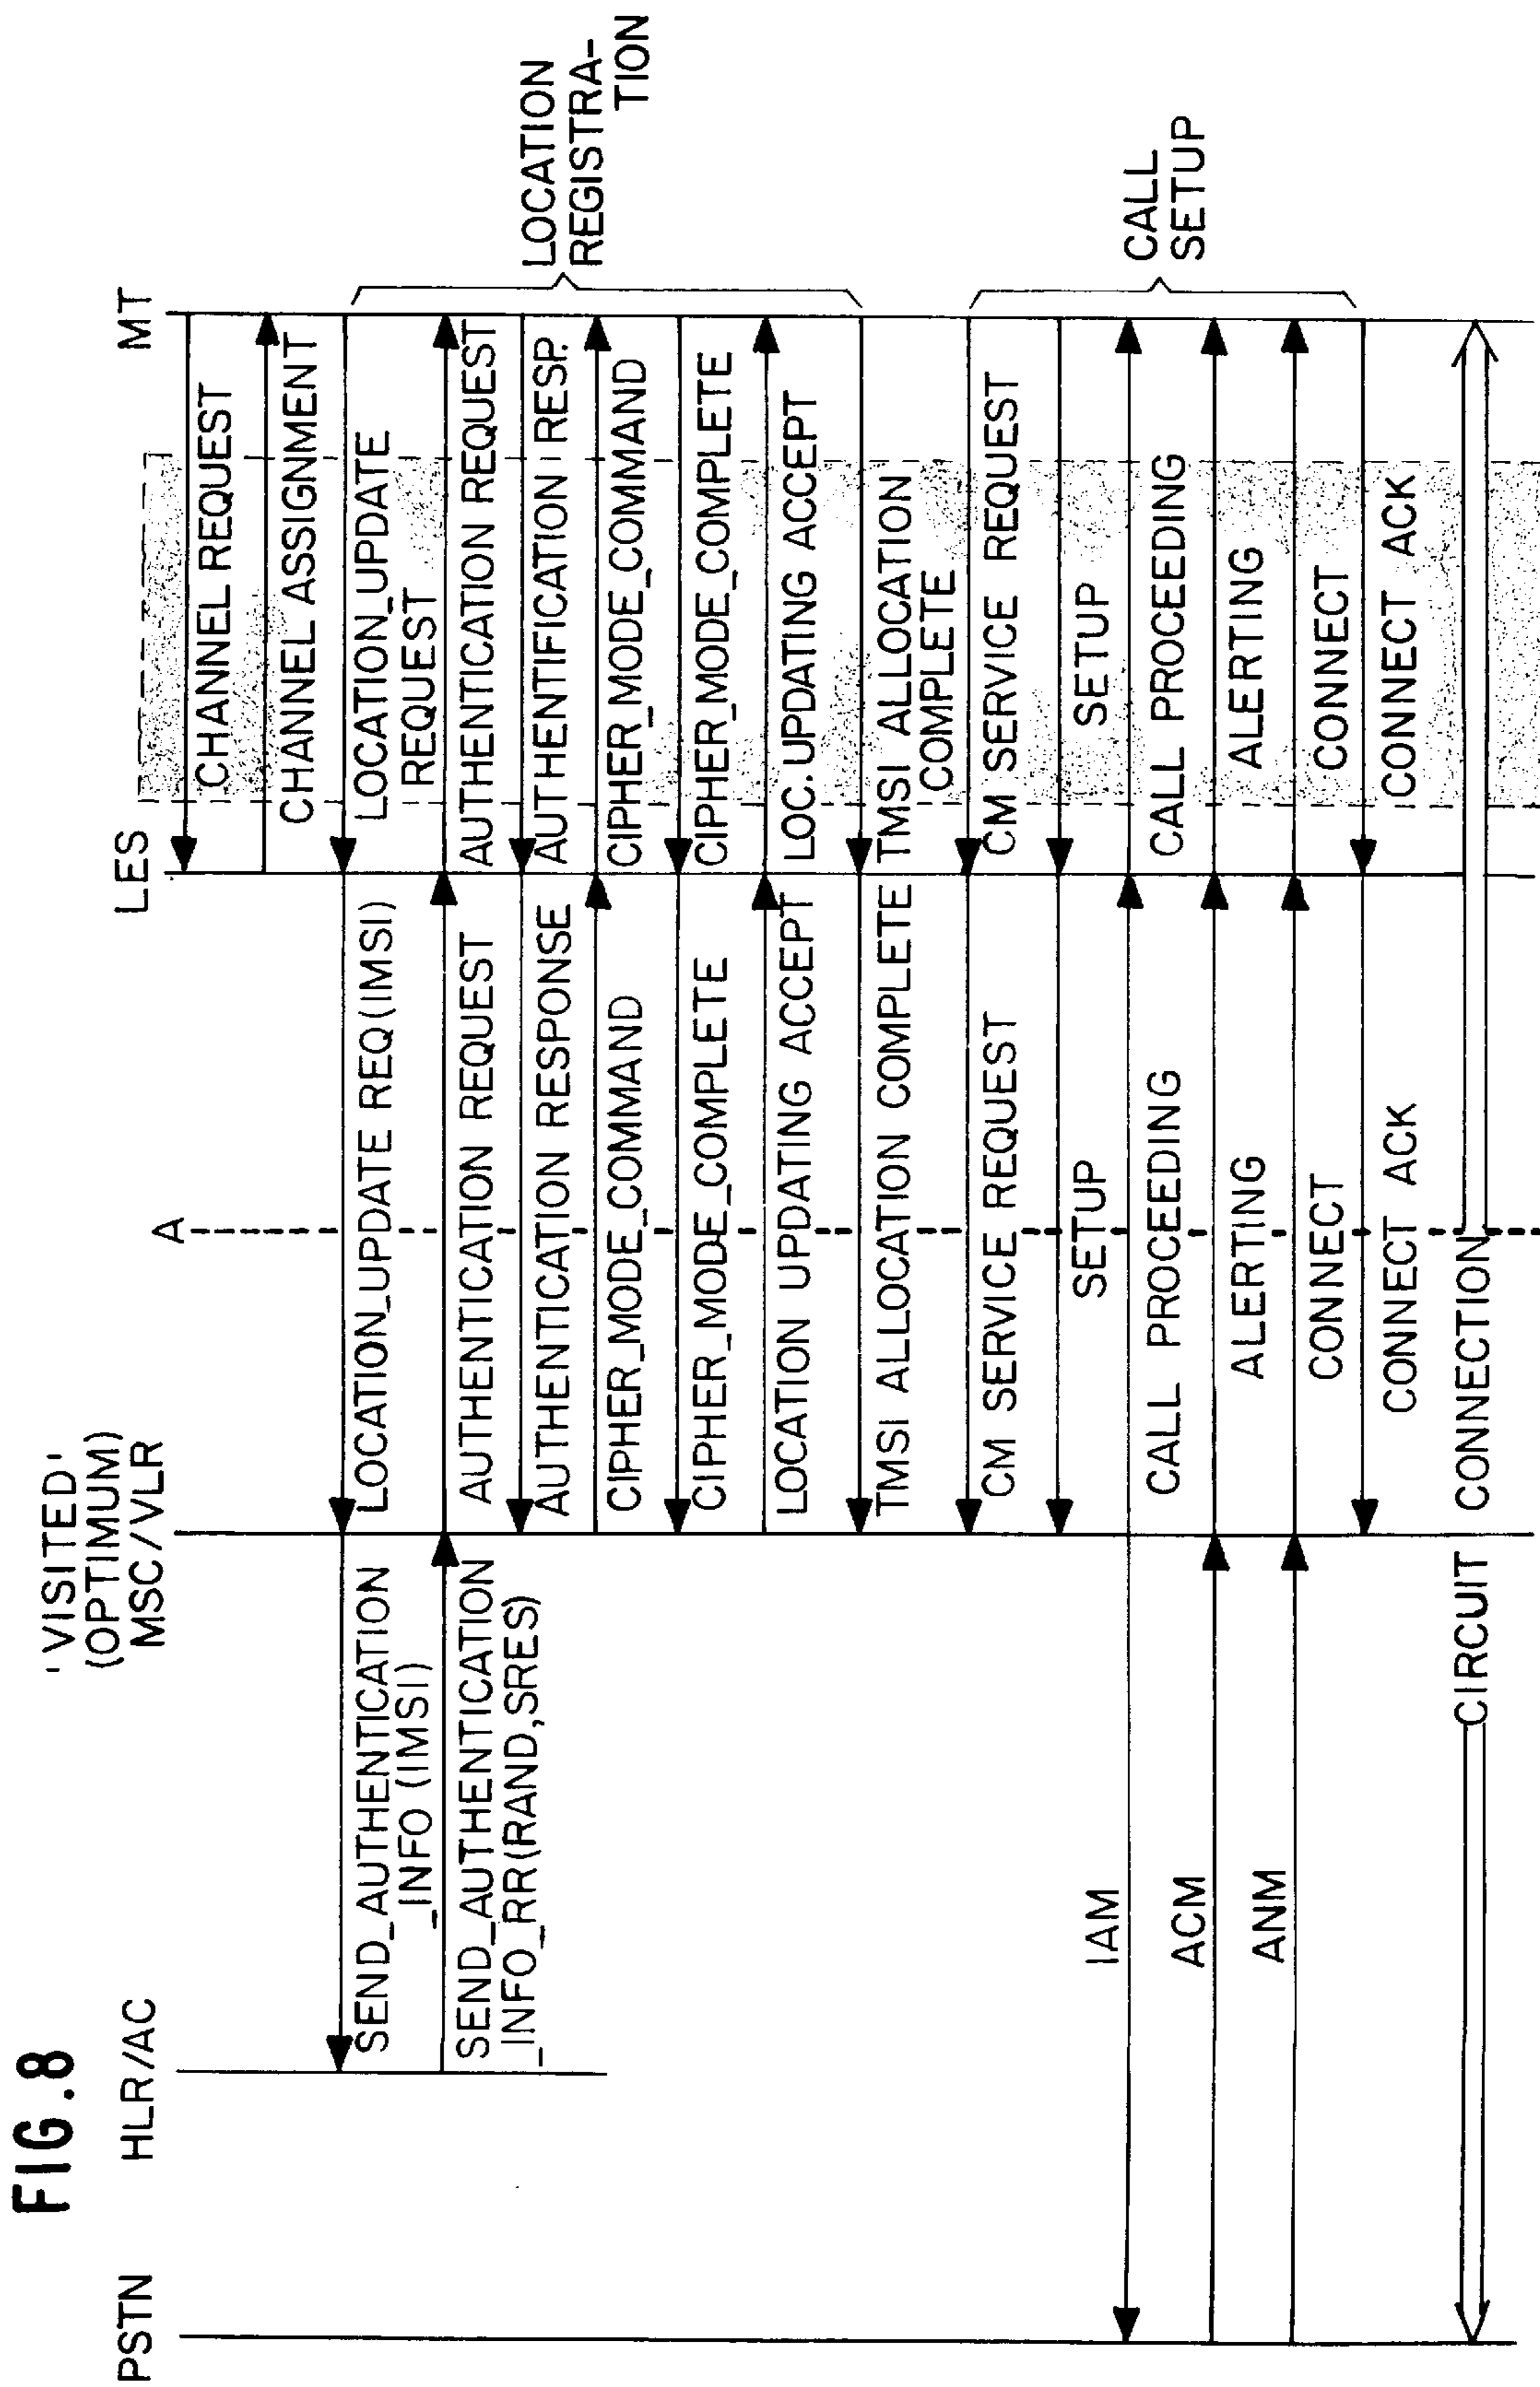 FIG.8
PSTN
HLR/AC
'VISITED'
(OPTIMUM)
MSC/VLR
A
LES
MT
CHANNEL REQUEST
CHANNEL ASSIGNMENT
SEND_AUTHENTICATION
_INFO (IMSI)
LOCATION_UPDATE REQ(IMSI)
LOCATION_UPDATE
REQUEST
SEND_AUTHENTICATION
_INFO_RR(RAND,SRES)
AUTHENTICATION REQUEST
AUTHENTICATION REQUEST
AUTHENTICATION RESPONSE
AUTHENTIFICATION RESP.
CIPHER_MODE_COMMAND
CIPHER_MODE_COMMAND
CIPHER_MODE_COMPLETE
CIPHER_MODE_COMPLETE
LOCATION UPDATING ACCEPT
LOC.UPDATING ACCEPT
TMSI ALLOCATION COMPLETE
TMSI ALLOCATION
COMPLETE
LOCATION
REGISTRA-
TION
CM SERVICE REQUEST
CM SERVICE REQUEST
SETUP
SETUP
IAM
CALL PROCEEDING
CALL PROCEEDING
ACM
ALERTING
ALERTING
ANM
CONNECT
CONNECT
CONNECT ACK
CONNECT ACK
CALL
SETUP
CIRCUIT CONNECTION